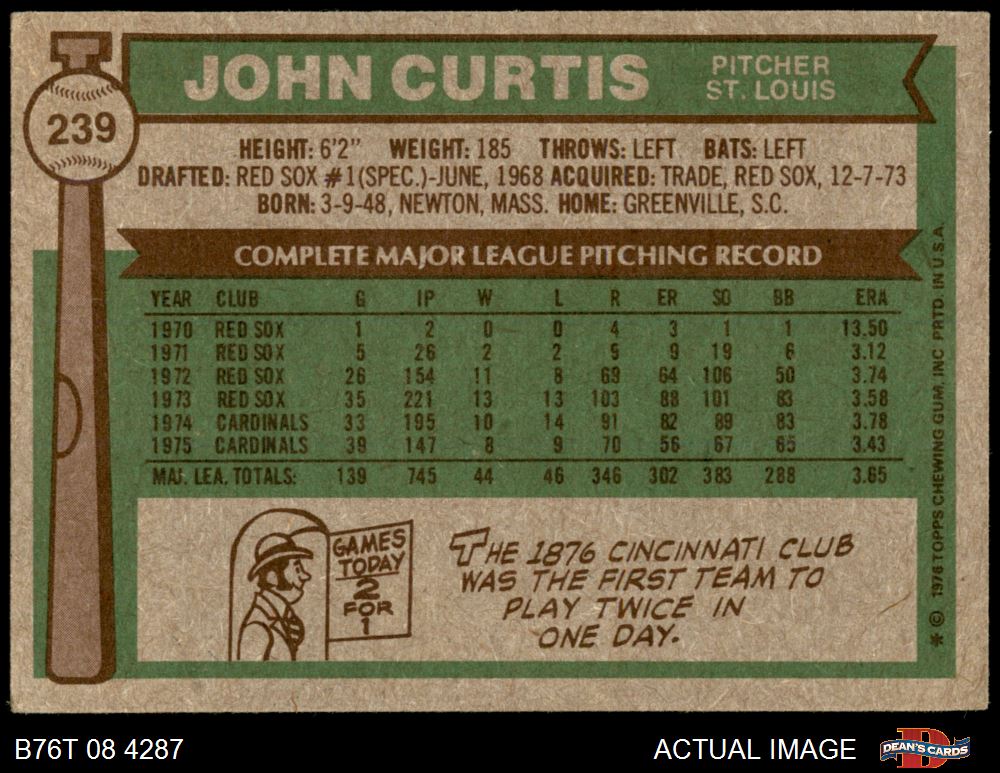 239
JOHN CURTIS
PITCHER
ST. LOUIS
HEIGHT: 6'2" WEIGHT: 185 THROWS: LEFT BATS: LEFT
DRAFTED: RED SOX #1(SPEC.)-JUNE, 1968 ACQUIRED: TRADE, RED SOX, 12-7-73
BORN: 3-9-48, NEWTON, MASS. HOME: GREENVILLE, S.C.
COMPLETE MAJOR LEAGUE PITCHING RECORD
YEAR CLUB G IP W L R ER SO BB ERA
1970 RED SOX 1 2 0 0 4 3 1 1 13.50
1971 RED SOX 5 26 2 2 9 9 19 6 3.12
1972 RED SOX 26 154 11 8 69 64 106 50 3.74
1973 RED SOX 35 221 13 13 103 88 101 83 3.58
1974 CARDINALS 33 195 10 14 91 82 89 83 3.78
1975 CARDINALS 39 147 8 9 70 56 67 65 3.43
MAJ. LEA. TOTALS: 139 745 44 46 346 302 383 288 3.65
GAMES
TODAY
2
FOR
1
THE 1876 CINCINNATI CLUB
WAS THE FIRST TEAM TO
PLAY TWICE IN
ONE DAY.
* © 1976 TOPPS CHEWING GUM, INC. PRTD. IN U.S.A.
B76T 08 4287
ACTUAL IMAGE
DEAN'S CARDS